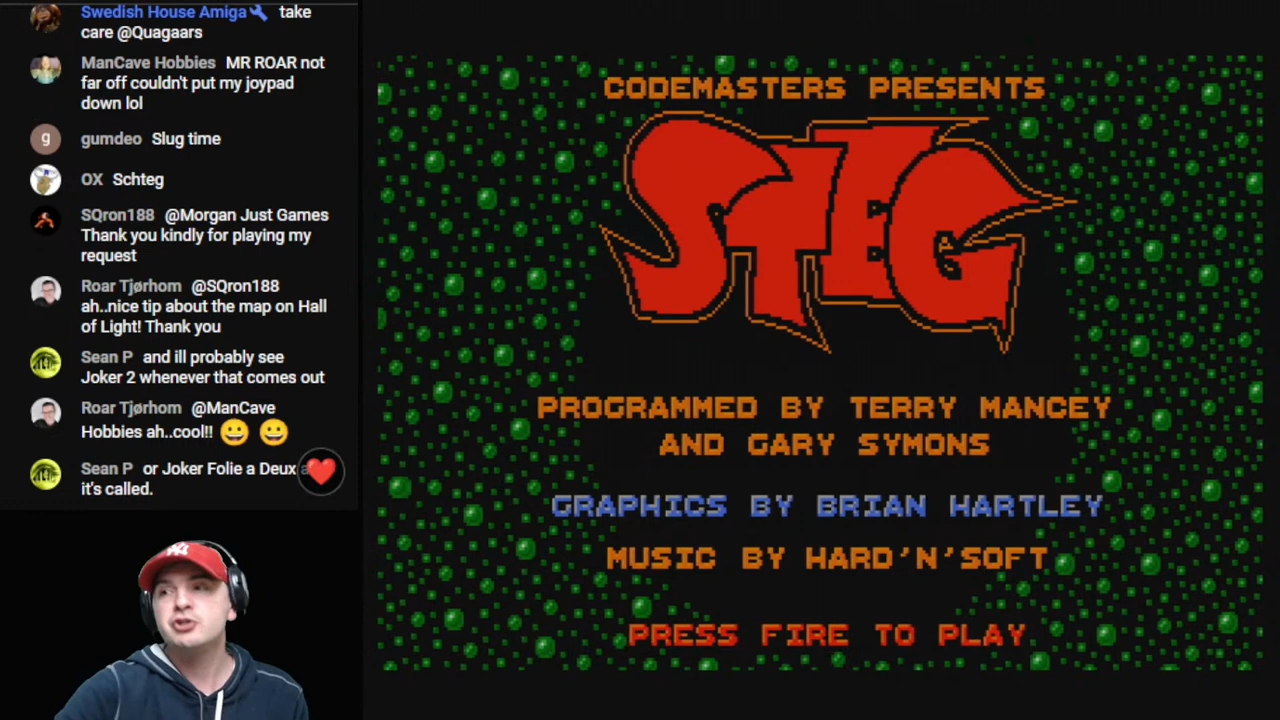 Swedish House Amiga take
care @Quagaars
ManCave Hobbies MR ROAR not
far off couldn't put my joypad
down lol
g gumdeo Slug time
OX Schteg
SQron188 @Morgan Just Games
Thank you kindly for playing my
request
Roar Tjørhom @SQron188
ah..nice tip about the map on Hall
of Light! Thank you
Sean P and ill probably see
Joker 2 whenever that comes out
Roar Tjørhom @ManCave
Hobbies ah..cool!! 😀 😀
Sean P or Joker Folie a Deux
it's called.
CODEMASTERS PRESENTS
STEG
PROGRAMMED BY TERRY MANCEY
AND GARY SYMONS
GRAPHICS BY BRIAN HARTLEY
MUSIC BY HARD'N'SOFT
PRESS FIRE TO PLAY